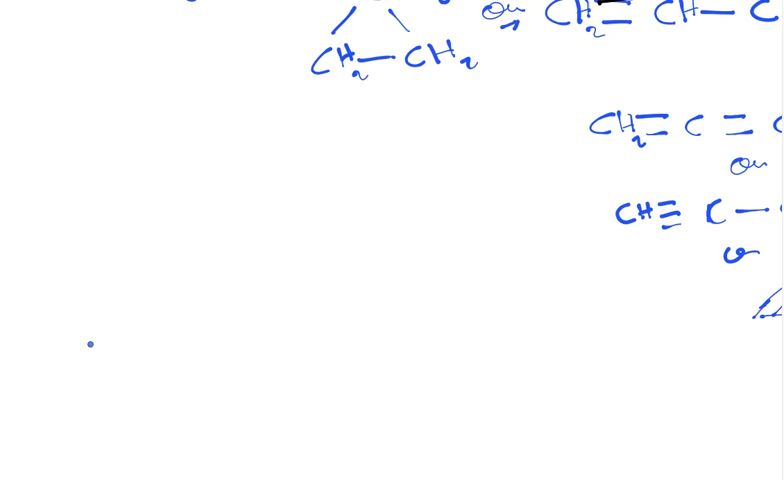 ou CH2 = CH — C
CH2 — CH2
CH2 = C = C
ou
CH ≡ C —
ou